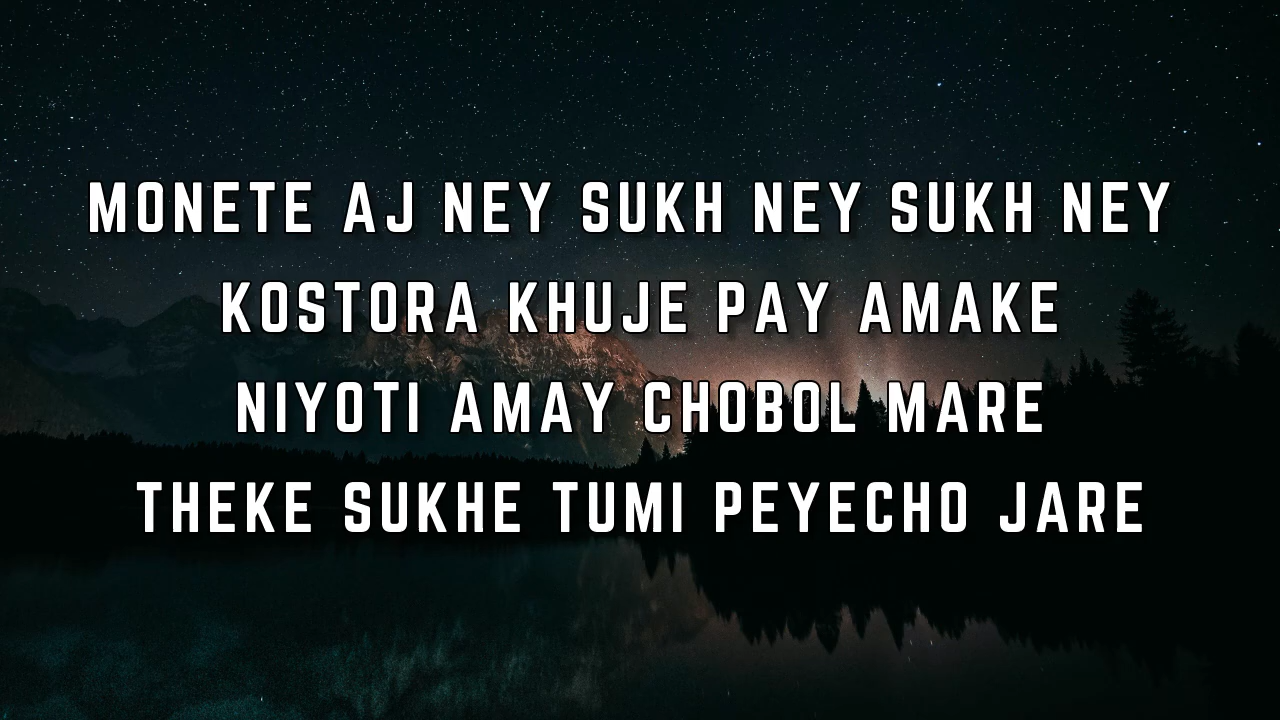 MONETE AJ NEY SUKH NEY SUKH NEY
KOSTORA KHUJE PAY AMAKE
NIYOTI AMAY CHOBOL MARE
THEKE SUKHE TUMI PEYECHO JARE